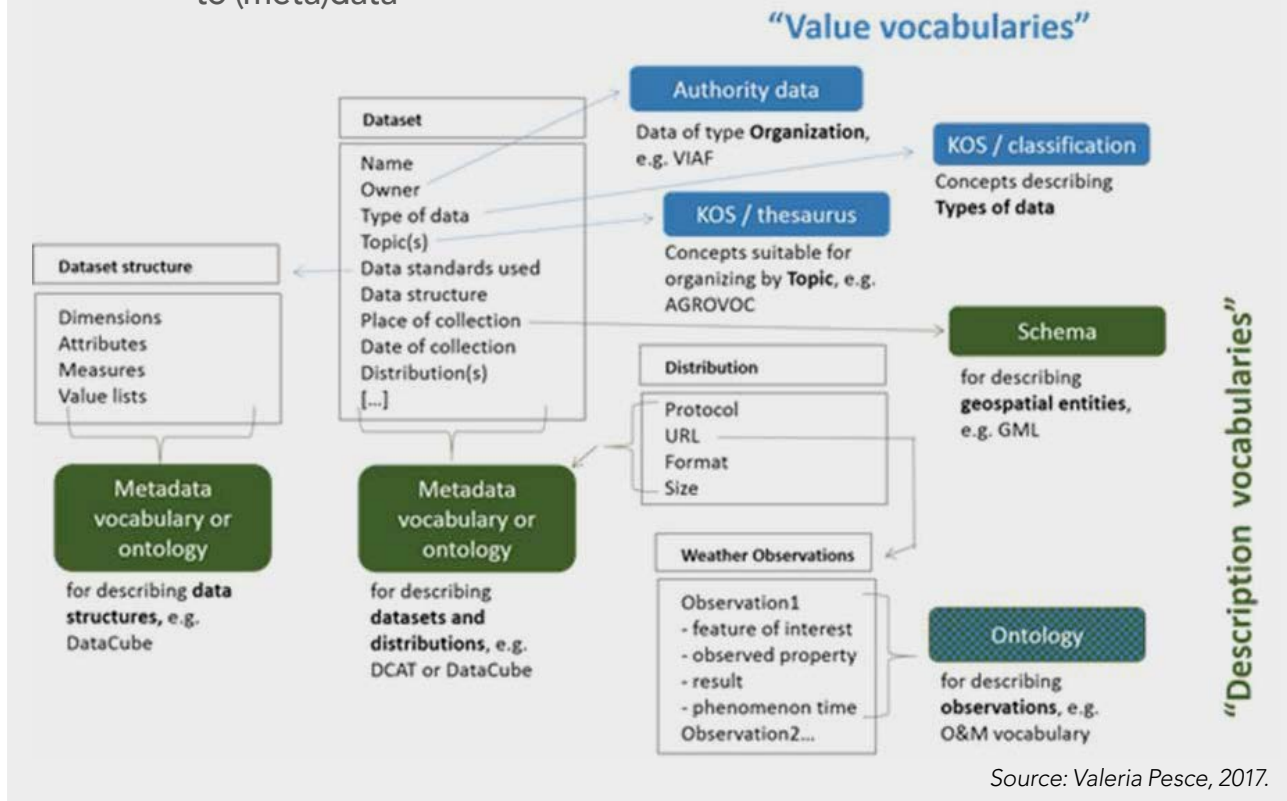 to (meta)data
“Value vocabularies”
Authority data
Data of type Organization,
e.g. VIAF
KOS / classification
Concepts describing
Types of data
KOS / thesaurus
Concepts suitable for
organizing by Topic, e.g.
AGROVOC
Dataset
Name
Owner
Type of data
Topic(s)
Data standards used
Data structure
Place of collection
Date of collection
Distribution(s)
[...]
Dataset structure
Dimensions
Attributes
Measures
Value lists
Schema
for describing
geospatial entities,
e.g. GML
Distribution
Protocol
URL
Format
Size
Metadata
vocabulary or
ontology
for describing data
structures, e.g.
DataCube
Metadata
vocabulary or
ontology
for describing
datasets and
distributions, e.g.
DCAT or DataCube
Weather Observations
Observation1
- feature of interest
- observed property
- result
- phenomenon time
Observation2...
Ontology
for describing
observations, e.g.
O&M vocabulary
“Description vocabularies”
Source: Valeria Pesce, 2017.